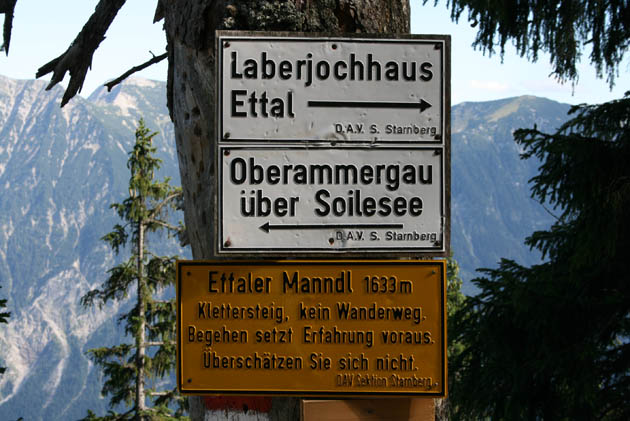 Laberjochhaus
Ettal
D.A.V. S. Starnberg
Oberammergau
über Soilesee
D.A.V. S. Starnberg
Ettaler Manndl 1633m
Klettersteig, kein Wanderweg.
Begehen setzt Erfahrung voraus.
Überschätzen Sie sich nicht.
DAV Sektion Starnberg